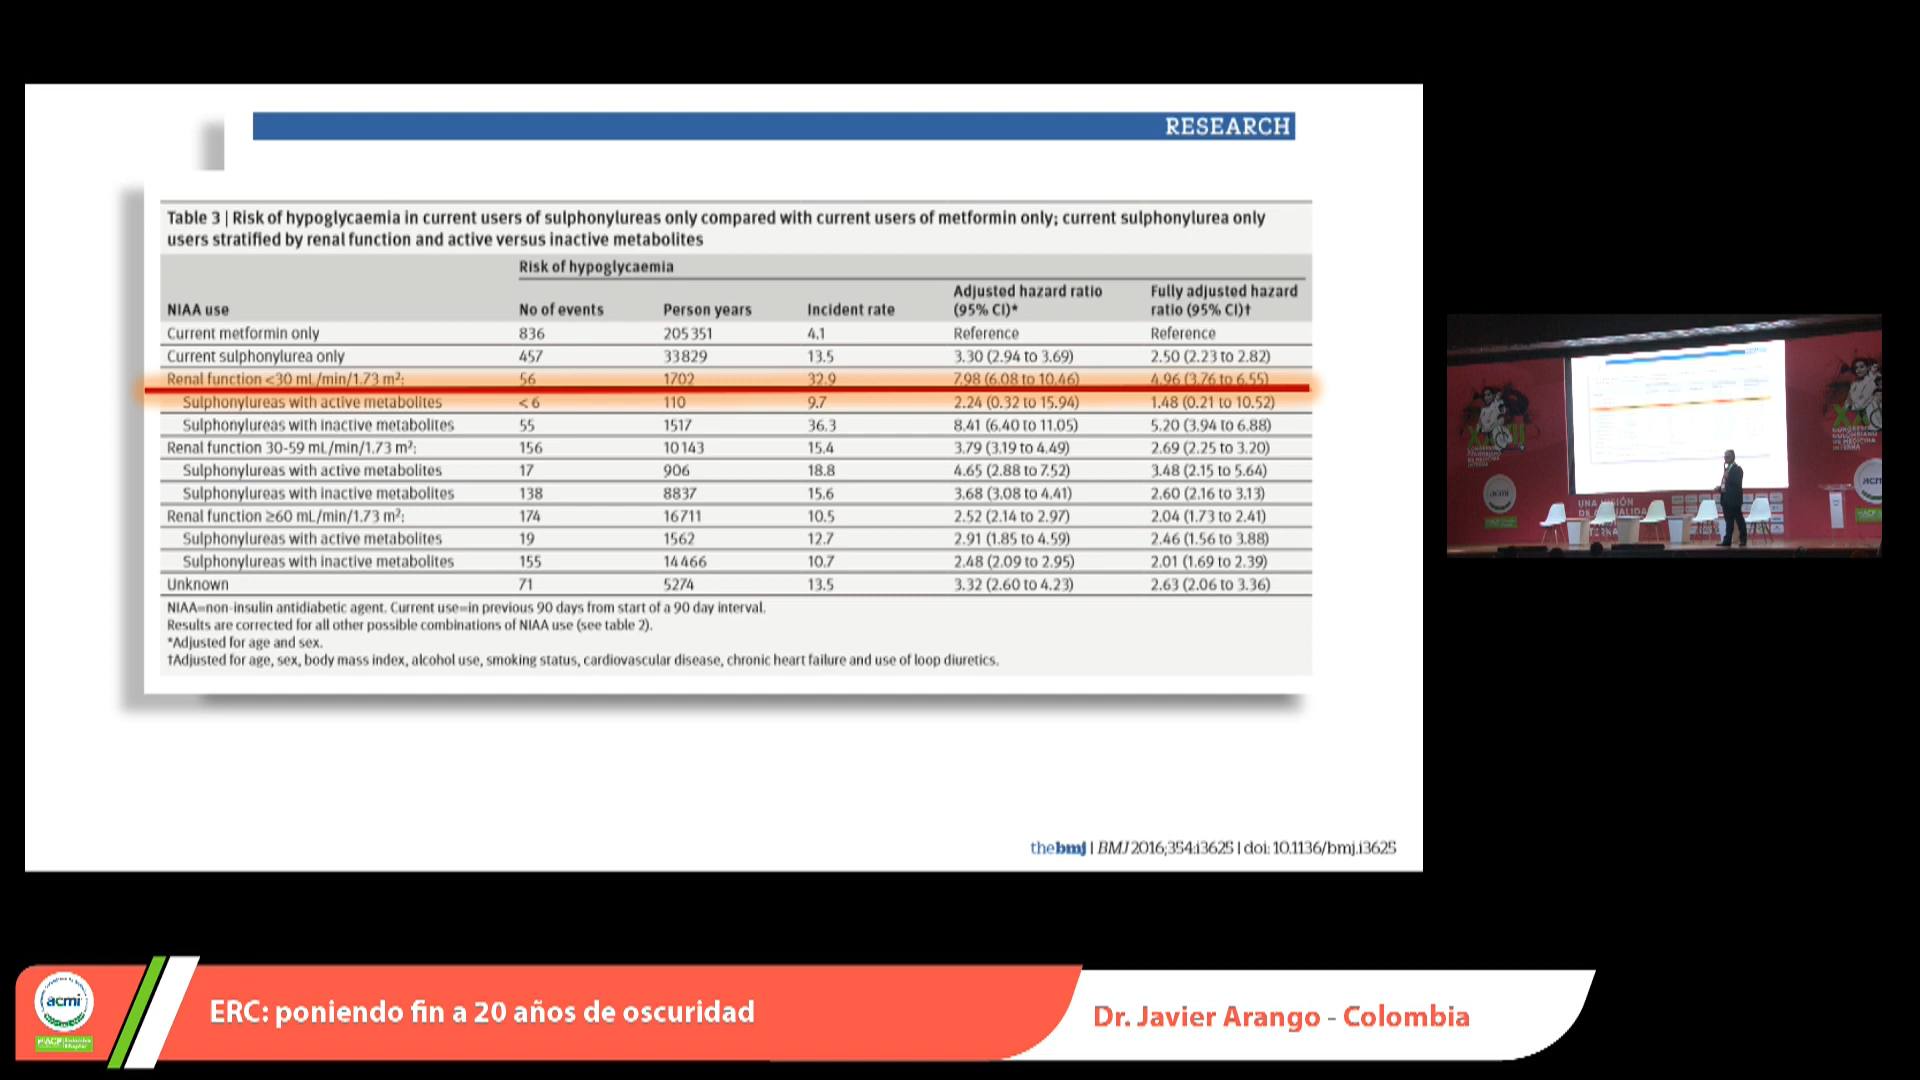 RESEARCH
Table 3 | Risk of hypoglycaemia in current users of sulphonylureas only compared with current users of metformin only; current sulphonylurea only
users stratified by renal function and active versus inactive metabolites
Risk of hypoglycaemia
NIAA use No of events Person years Incident rate Adjusted hazard ratio (95% CI)* Fully adjusted hazard ratio (95% CI)†
Current metformin only 836 205351 4.1 Reference Reference
Current sulphonylurea only 457 33829 13.5 3.30 (2.94 to 3.69) 2.50 (2.23 to 2.82)
Renal function <30 mL/min/1.73 m²: 56 1702 32.9 7.98 (6.08 to 10.46) 4.96 (3.76 to 6.55)
Sulphonylureas with active metabolites <6 110 9.7 2.24 (0.32 to 15.94) 1.48 (0.21 to 10.52)
Sulphonylureas with inactive metabolites 55 1517 36.3 8.41 (6.40 to 11.05) 5.20 (3.94 to 6.88)
Renal function 30-59 mL/min/1.73 m²: 156 10143 15.4 3.79 (3.19 to 4.49) 2.69 (2.25 to 3.20)
Sulphonylureas with active metabolites 17 906 18.8 4.65 (2.88 to 7.52) 3.48 (2.15 to 5.64)
Sulphonylureas with inactive metabolites 138 8837 15.6 3.68 (3.08 to 4.41) 2.60 (2.16 to 3.13)
Renal function ≥60 mL/min/1.73 m²: 174 16711 10.5 2.52 (2.14 to 2.97) 2.04 (1.73 to 2.41)
Sulphonylureas with active metabolites 19 1562 12.7 2.91 (1.85 to 4.59) 2.46 (1.56 to 3.88)
Sulphonylureas with inactive metabolites 155 14466 10.7 2.48 (2.09 to 2.95) 2.01 (1.69 to 2.39)
Unknown 71 5274 13.5 3.32 (2.60 to 4.23) 2.63 (2.06 to 3.36)
NIAA=non-insulin antidiabetic agent. Current use=in previous 90 days from start of a 90 day interval.
Results are corrected for all other possible combinations of NIAA use (see table 2).
*Adjusted for age and sex.
†Adjusted for age, sex, body mass index, alcohol use, smoking status, cardiovascular disease, chronic heart failure and use of loop diuretics.
thebmj | BMJ 2016;354:i3625 | doi: 10.1136/bmj.i3625
acmi
ERC: poniendo fin a 20 años de oscuridad
Dr. Javier Arango - Colombia